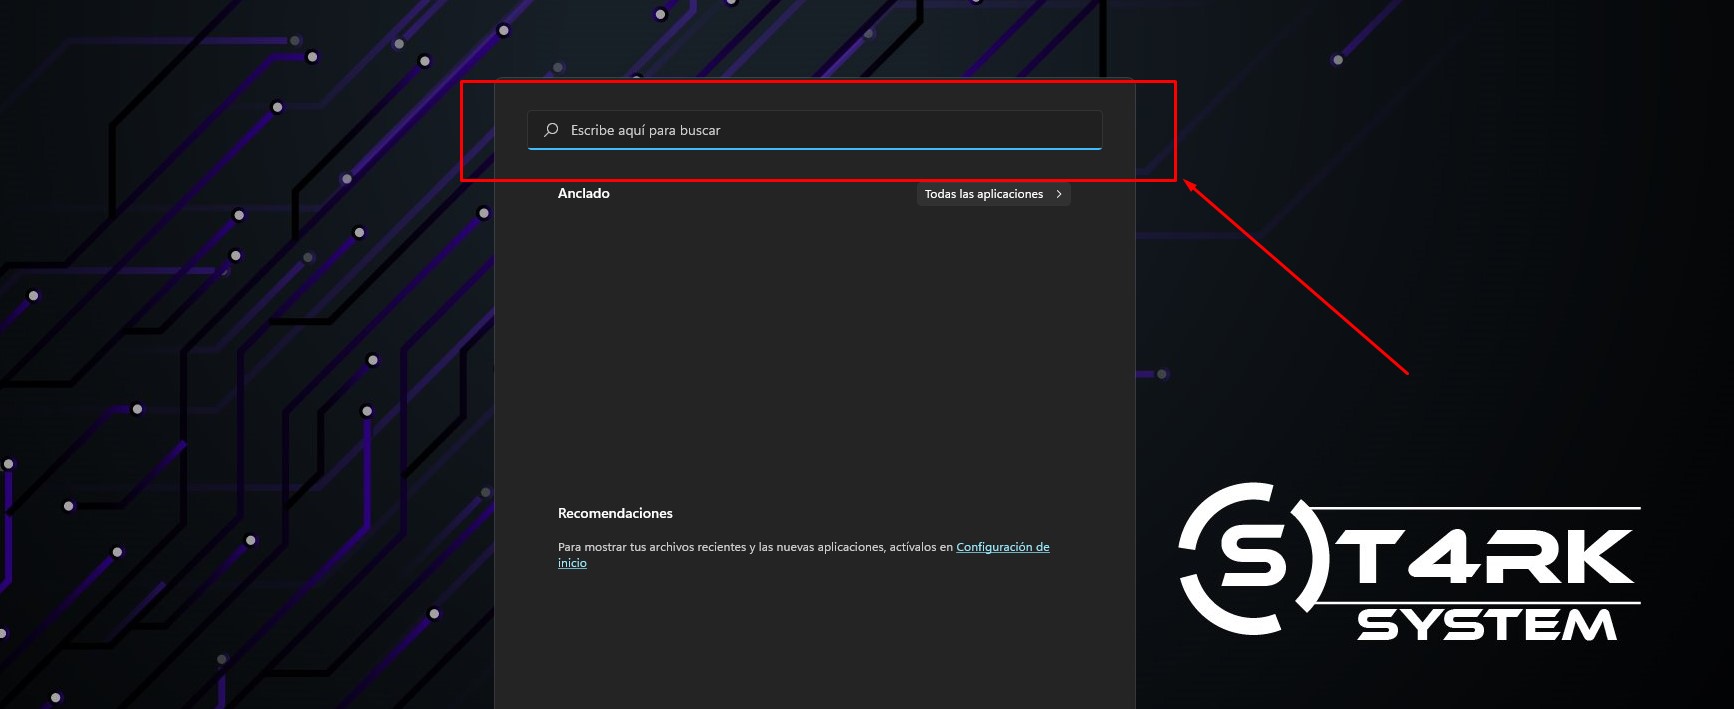 Escribe aquí para buscar
Anclado
Todas las aplicaciones
Recomendaciones
Para mostrar tus archivos recientes y las nuevas aplicaciones, actívalos en Configuración de
inicio
ST4RK
SYSTEM